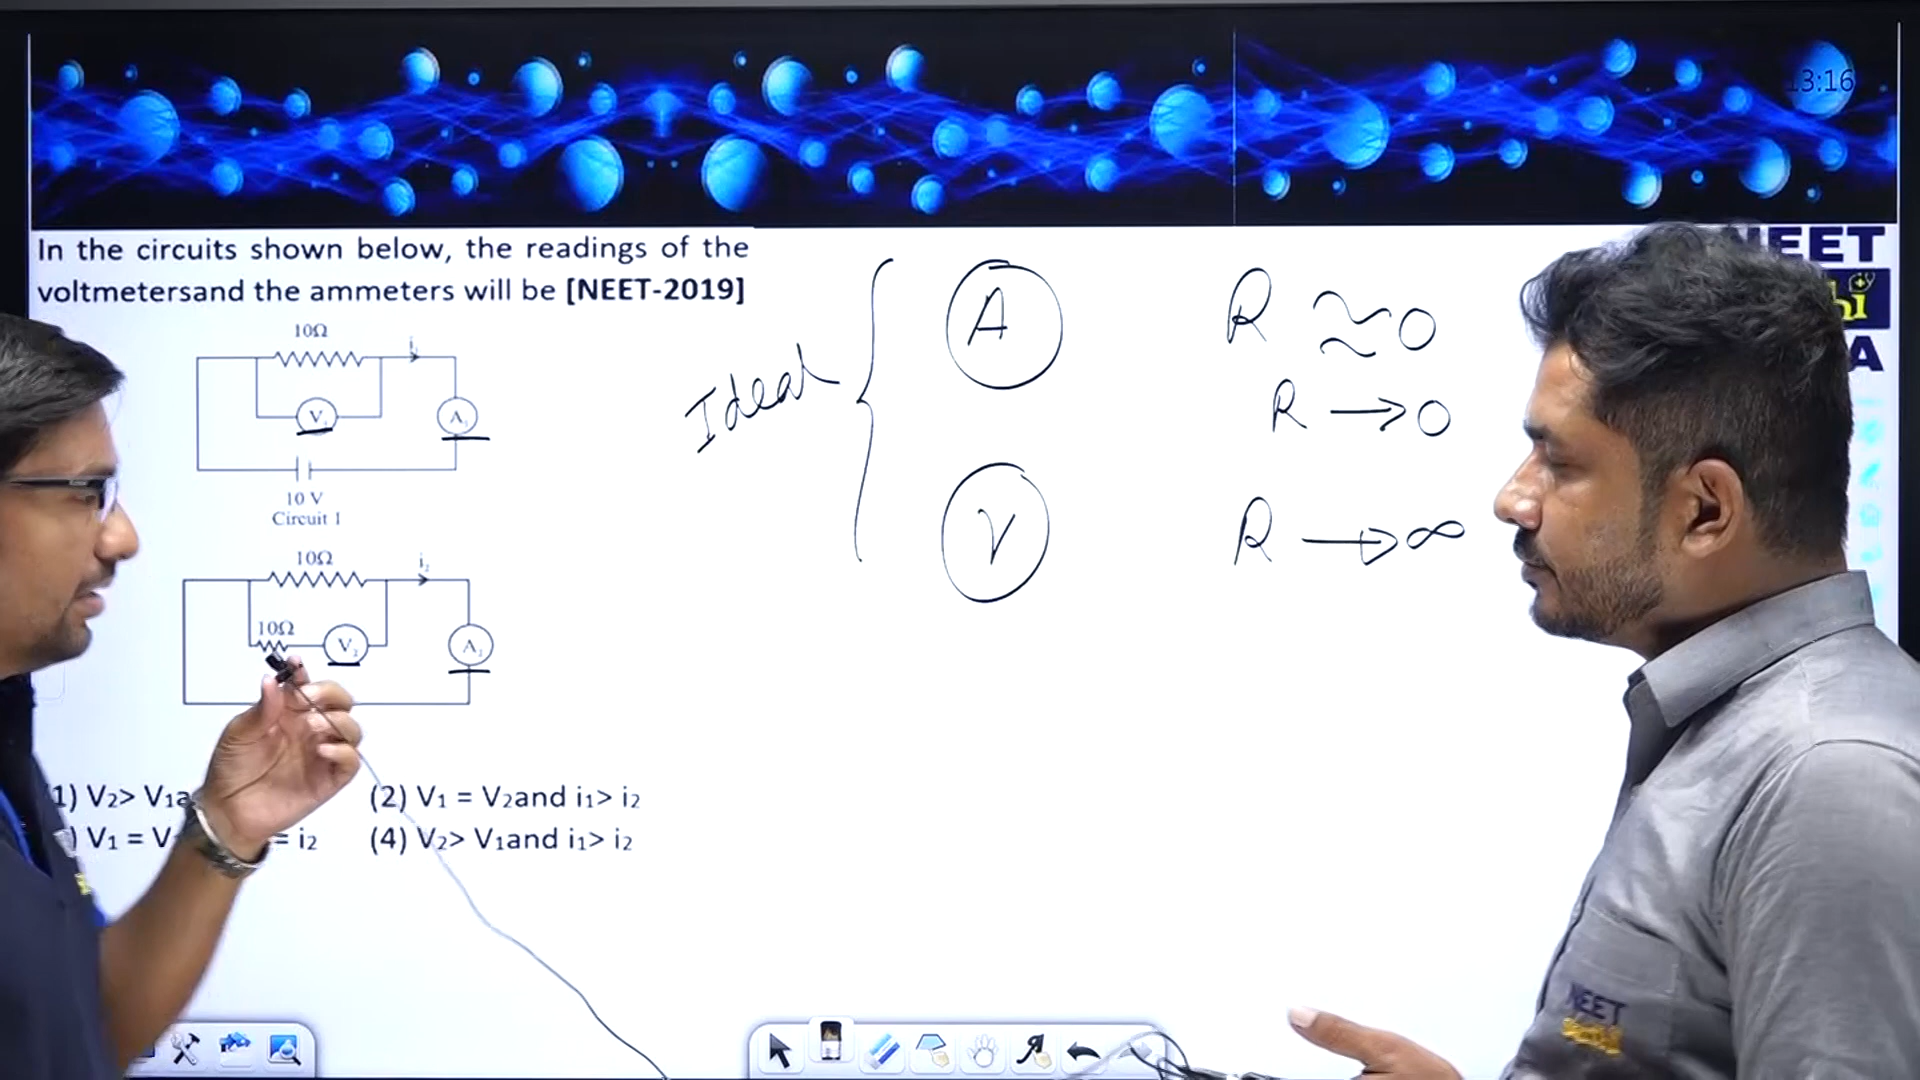 13:16
In the circuits shown below, the readings of the
voltmetersand the ammeters will be [NEET-2019]
NEET
A
10Ω
i
V₁
A₁
10 V
Circuit 1
10Ω
i₂
10Ω
V₂
A₂
1) V₂> V₁a
(2) V₁ = V₂and i₁> i₂
) V₁ = V
= i₂
(4) V₂> V₁and i₁> i₂
Ideal
A
R ≈ 0
R → 0
V
R → ∞
NEET